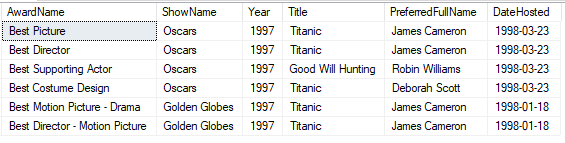 AwardName ShowName Year Title PreferredFullName DateHosted
Best Picture Oscars 1997 Titanic James Cameron 1998-03-23
Best Director Oscars 1997 Titanic James Cameron 1998-03-23
Best Supporting Actor Oscars 1997 Good Will Hunting Robin Williams 1998-03-23
Best Costume Design Oscars 1997 Titanic Deborah Scott 1998-03-23
Best Motion Picture - Drama Golden Globes 1997 Titanic James Cameron 1998-01-18
Best Director - Motion Picture Golden Globes 1997 Titanic James Cameron 1998-01-18